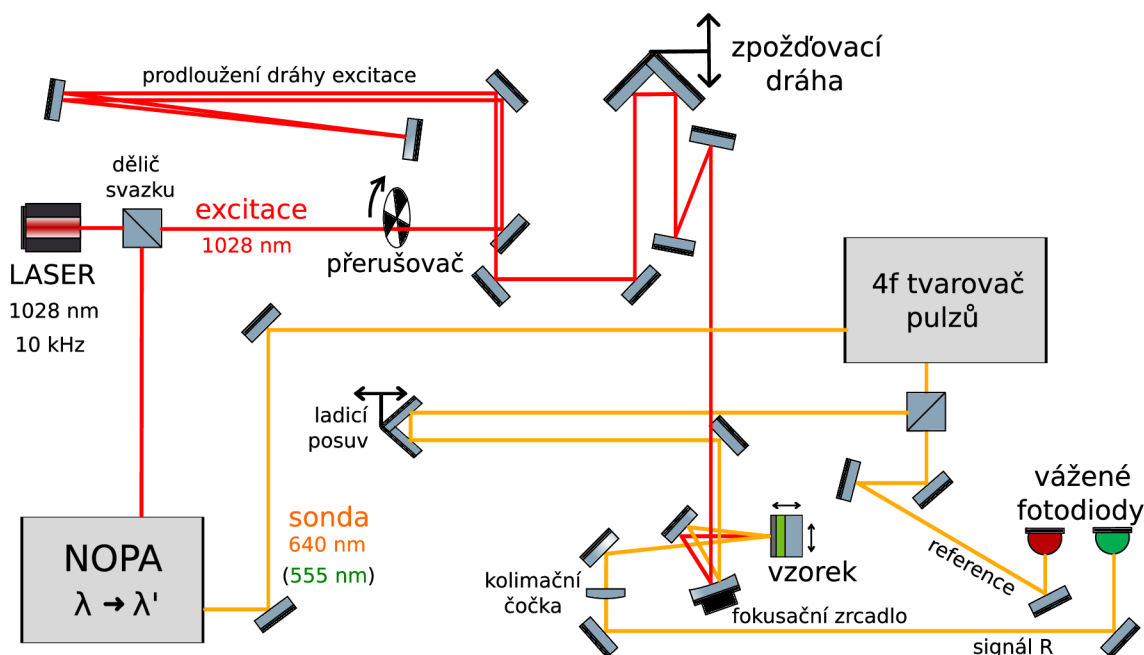 zpožďovací
dráha
prodloužení dráhy excitace
dělič
svazku
excitace
1028 nm
přerušovač
LASER
1028 nm
10 kHz
4f tvarovač
pulzů
ladicí
posuv
vážené
fotodiody
NOPA
λ → λ'
sonda
640 nm
(555 nm)
vzorek
kolimační
čočka
fokusační zrcadlo
reference
signál R